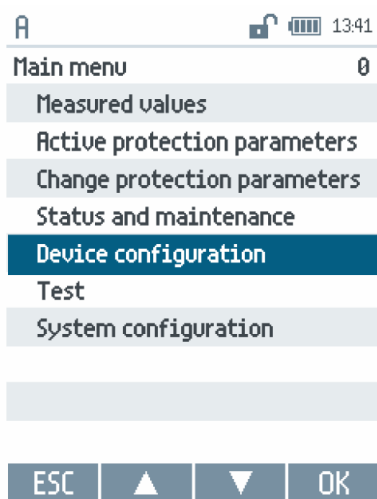 A 13:41
Main menu 0
Measured values
Active protection parameters
Change protection parameters
Status and maintenance
Device configuration
Test
System configuration
ESC ▲ ▼ OK